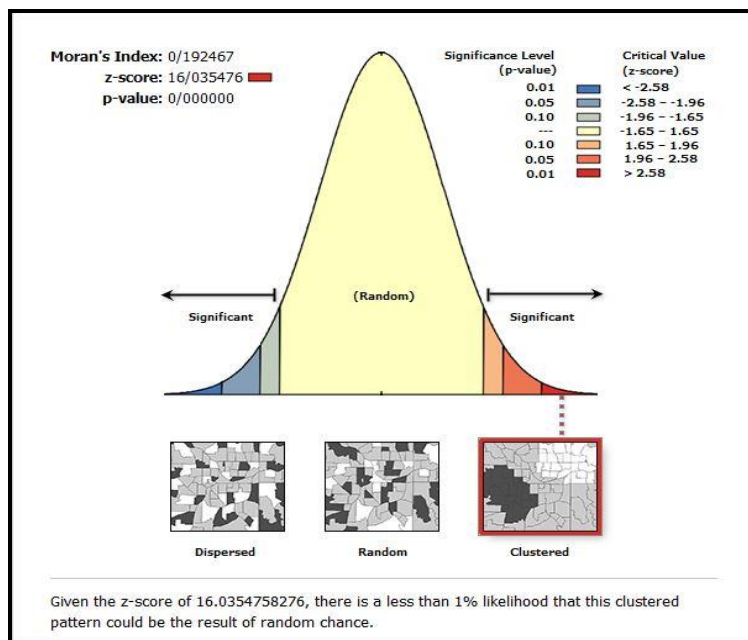 Moran's Index: 0/192467
z-score: 16/035476
p-value: 0/000000
Significance Level
(p-value)
Critical Value
(z-score)
0.01 < -2.58
0.05 -2.58 – -1.96
0.10 -1.96 – -1.65
--- -1.65 – 1.65
0.10 1.65 – 1.96
0.05 1.96 – 2.58
0.01 > 2.58
Significant
(Random)
Significant
Dispersed
Random
Clustered
Given the z-score of 16.0354758276, there is a less than 1% likelihood that this clustered
pattern could be the result of random chance.